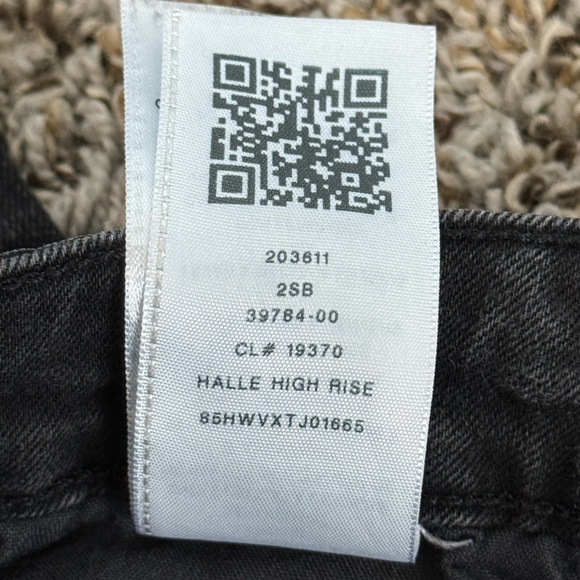 203611
2SB
39784-00
CL# 19370
HALLE HIGH RISE
85HWVXTJ01665